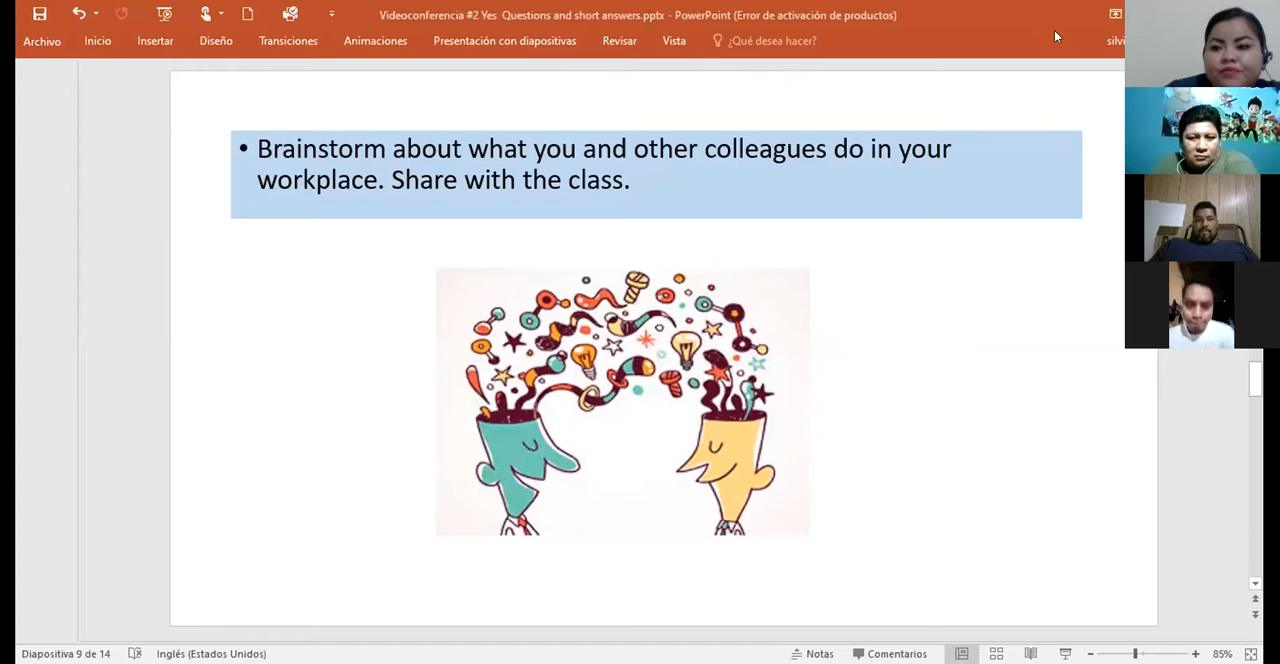 Videoconferencia #2 Yes Questions and short answers.pptx - PowerPoint (Error de activación de productos)
Archivo Inicio Insertar Diseño Transiciones Animaciones Presentación con diapositivas Revisar Vista ¿Qué desea hacer? silvi
• Brainstorm about what you and other colleagues do in your
workplace. Share with the class.
Diapositiva 9 de 14 Inglés (Estados Unidos) Notas Comentarios 85%